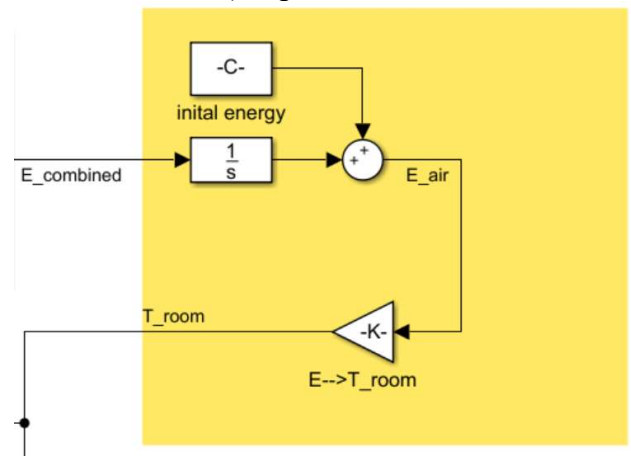 -C-
inital energy
1
s
+
+
E_combined
E_air
T_room
-K-
E-->T_room